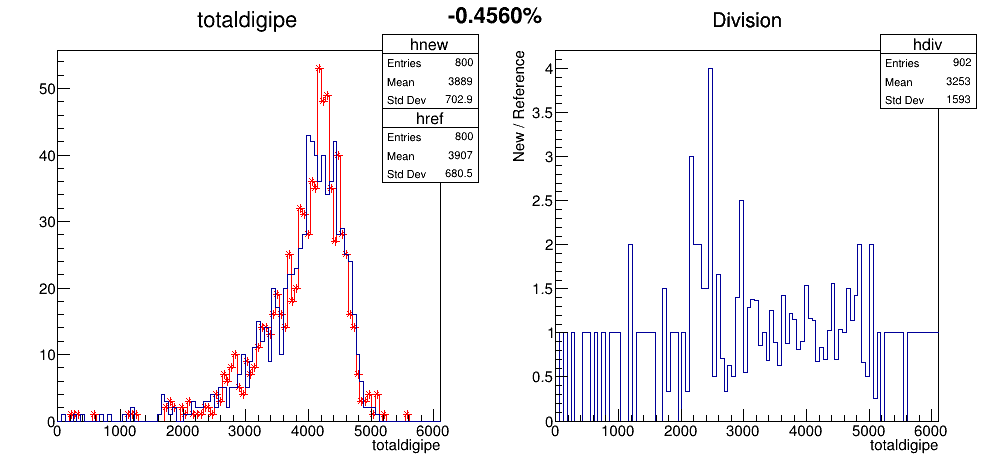 -0.4560%
totaldigipe
hnew
Entries 800
Mean 3889
Std Dev 702.9
href
Entries 800
Mean 3907
Std Dev 680.5
50
40
30
20
10
0
0 1000 2000 3000 4000 5000 6000
totaldigipe
Division
hdiv
Entries 902
Mean 3253
Std Dev 1593
New / Reference
4
3.5
3
2.5
2
1.5
1
0.5
0
0 1000 2000 3000 4000 5000 6000
totaldigipe